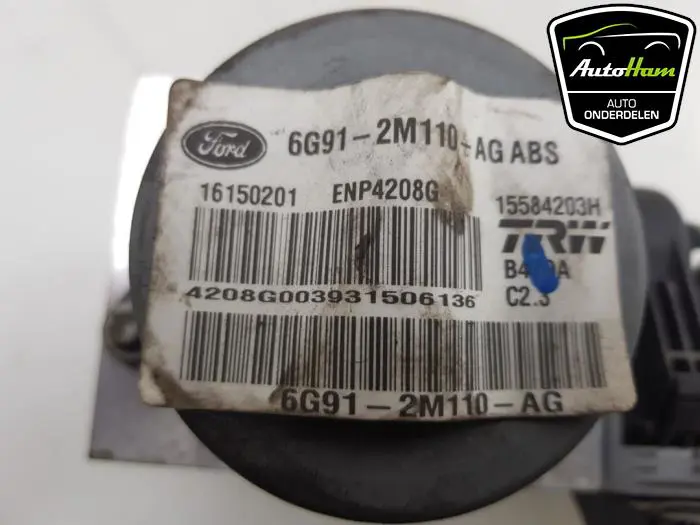 AutoHam
AUTO
ONDERDELEN
Ford
6G91-2M110-AG ABS
16150201 ENP4208G 15584203H
TRW
4208G003931506136
C2.3
6G91-2M110-AG